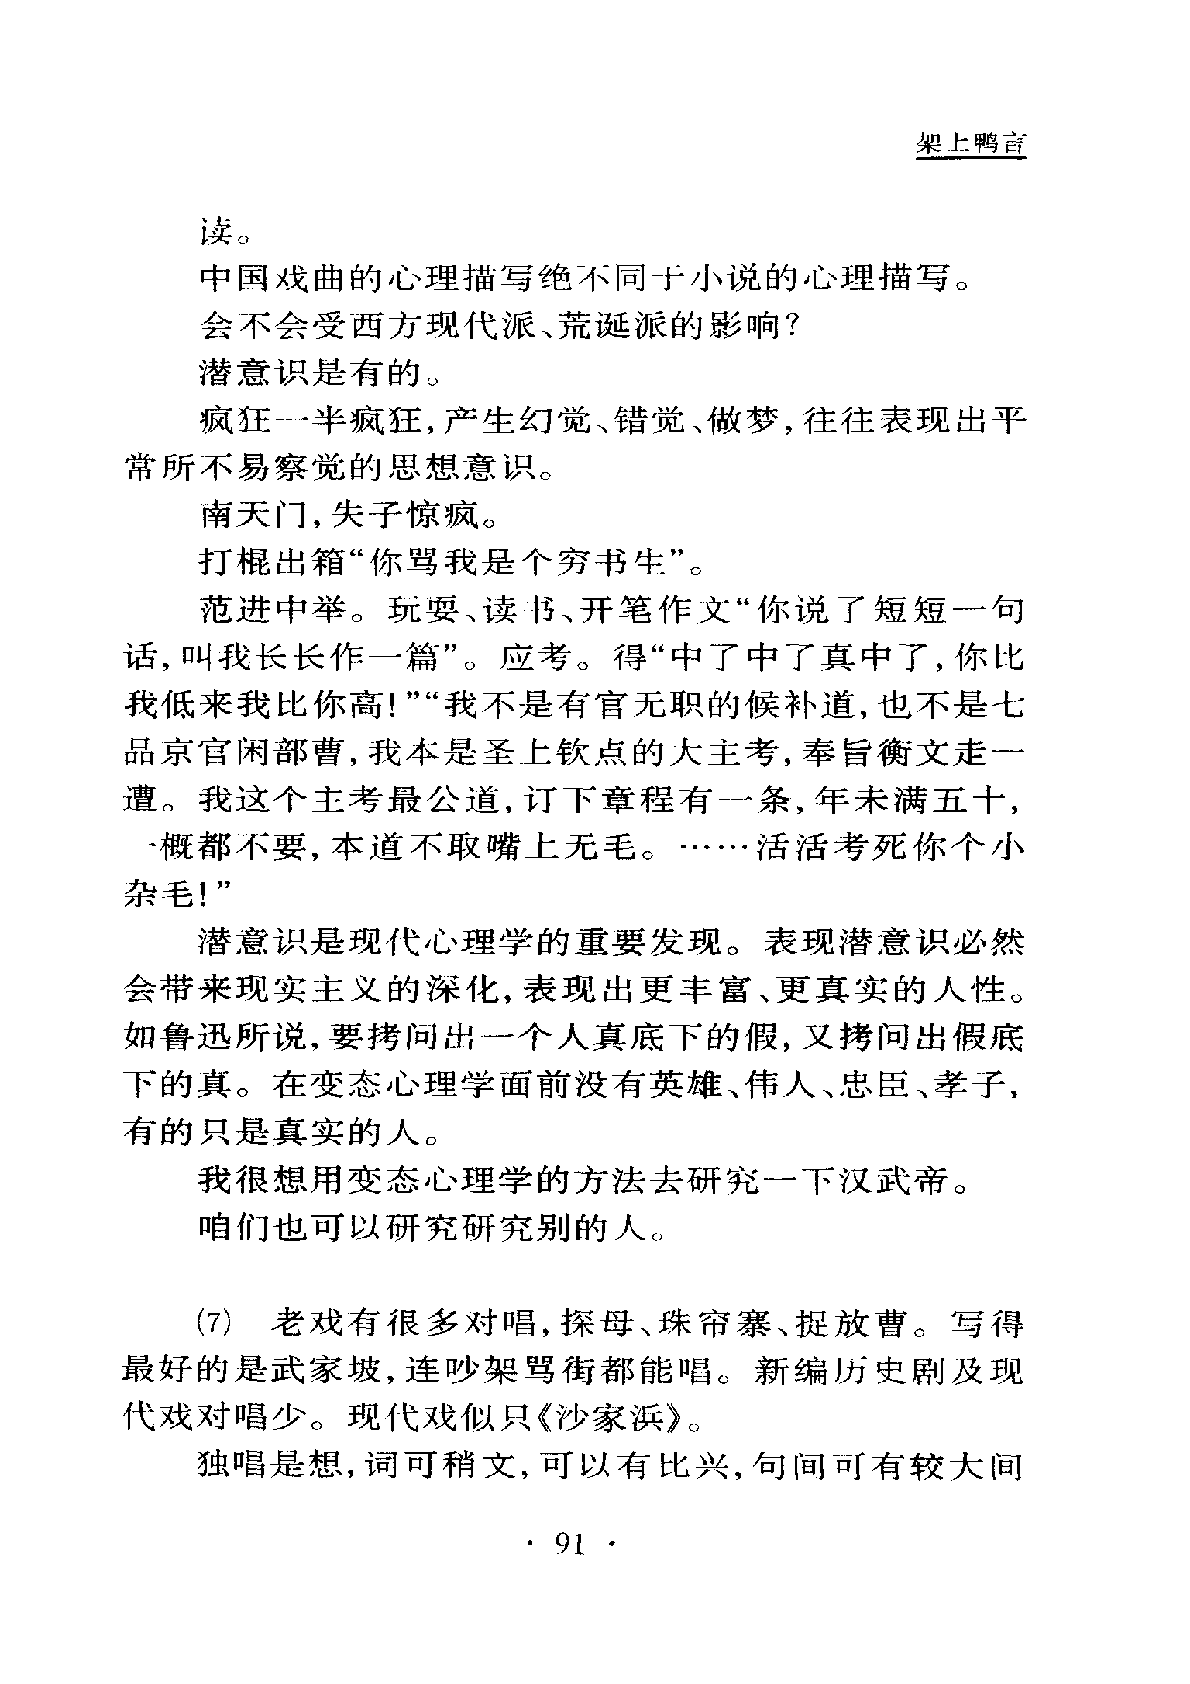 架上鸭言
读。
中国戏曲的心理描写绝不同于小说的心理描写。
会不会受西方现代派、荒诞派的影响?
潜意识是有的。
疯狂一半疯狂,产生幻觉、错觉、做梦,往往表现出平
常所不易察觉的思想意识。
南天门,失子惊疯。
打棍出箱“你骂我是个穷书生”。
范进中举。玩耍、读书、开笔作文“你说了短短一句
话,叫我长长作一篇”。应考。得“中了中了真中了,你比
我低来我比你高!”“我不是有官无职的候补道,也不是七
品京官闲部曹,我本是圣上钦点的大主考,奉旨衡文走一
遭。我这个主考最公道,订下章程有一条,年未满五十,
一概都不要,本道不取嘴上无毛。……活活考死你个小
杂毛!”
潜意识是现代心理学的重要发现。表现潜意识必然
会带来现实主义的深化,表现出更丰富、更真实的人性。
如鲁迅所说,要拷问出一个人真底下的假,又拷问出假底
下的真。在变态心理学面前没有英雄、伟人、忠臣、孝子,
有的只是真实的人。
我很想用变态心理学的方法去研究一下汉武帝。
咱们也可以研究研究别的人。
(7) 老戏有很多对唱,探母、珠帘寨、捉放曹。写得
最好的是武家坡,连吵架骂街都能唱。新编历史剧及现
代戏对唱少。现代戏似只《沙家浜》。
独唱是想,词可稍文,可以有比兴,句间可有较大间
· 91 ·